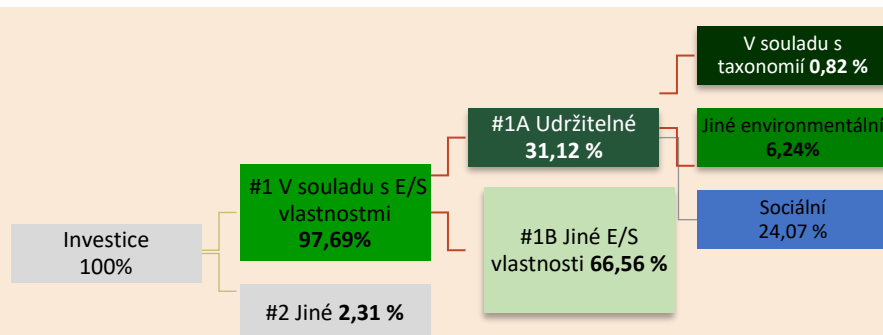 Investice
100%
#1 V souladu s E/S
vlastnostmi
97,69%
#2 Jiné 2,31 %
#1A Udržitelné
31,12 %
#1B Jiné E/S
vlastnosti 66,56 %
V souladu s
taxonomií 0,82 %
Jiné environmentální
6,24%
Sociální
24,07 %